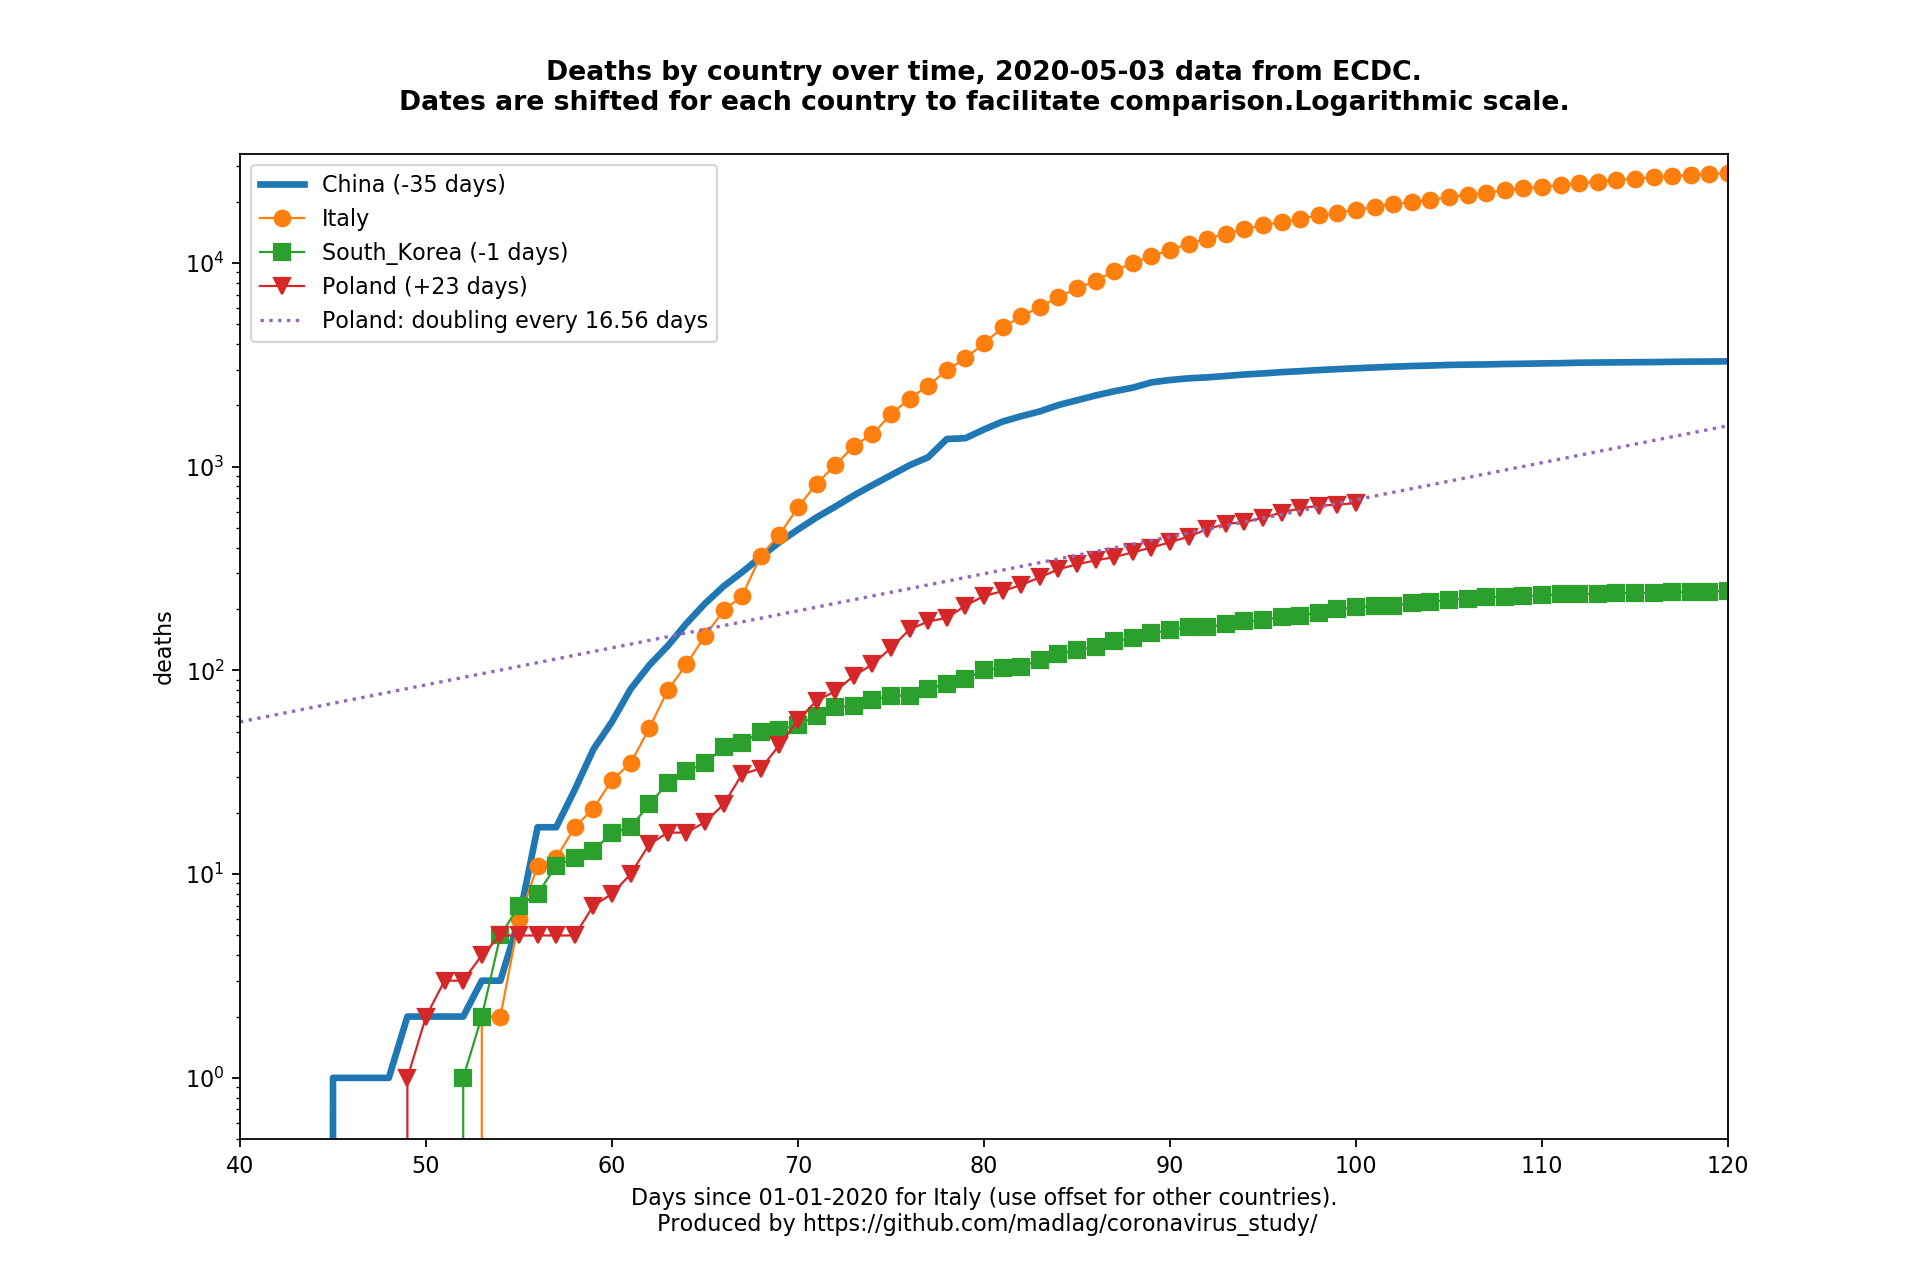 Deaths by country over time, 2020-05-03 data from ECDC.
Dates are shifted for each country to facilitate comparison.Logarithmic scale.
China (-35 days)
Italy
South_Korea (-1 days)
Poland (+23 days)
Poland: doubling every 16.56 days
deaths
10⁴
10³
10²
10¹
10⁰
40 50 60 70 80 90 100 110 120
Days since 01-01-2020 for Italy (use offset for other countries).
Produced by https://github.com/madlag/coronavirus_study/